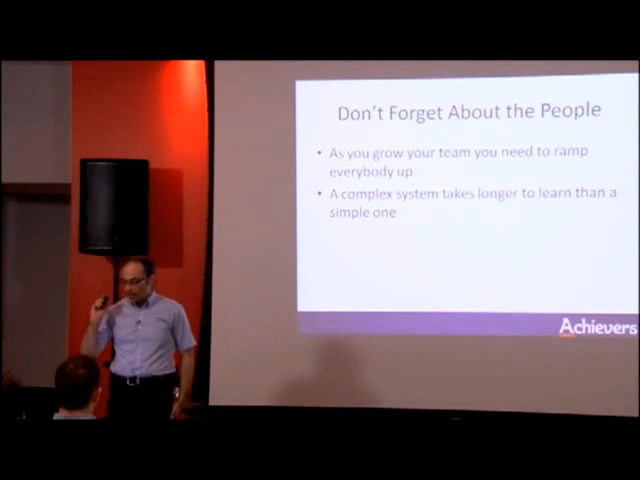 Don't Forget About the People
• As you grow your team you need to ramp
everybody up
• A complex system takes longer to learn than a
simple one
Achievers